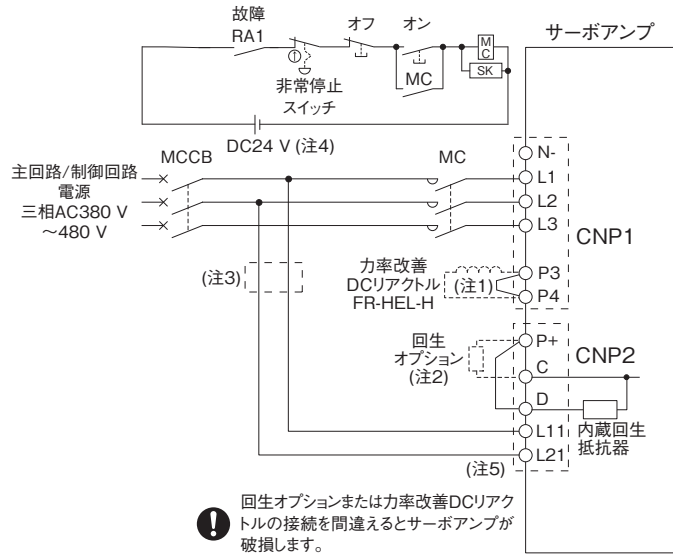 故障
RA1
オフ
オン
サーボアンプ
M
C
SK
MC
非常停止
スイッチ
DC24 V (注4)
MCCB
MC
主回路/制御回路
電源
三相AC380 V
～480 V
N-
L1
L2
L3
CNP1
(注3)
力率改善
DCリアクトル
FR-HEL-H
(注1)
P3
P4
回生
オプション
(注2)
P+
CNP2
C
D
内蔵回生
抵抗器
L11
L21
(注5)
回生オプションまたは力率改善DCリアク
トルの接続を間違えるとサーボアンプが
破損します。